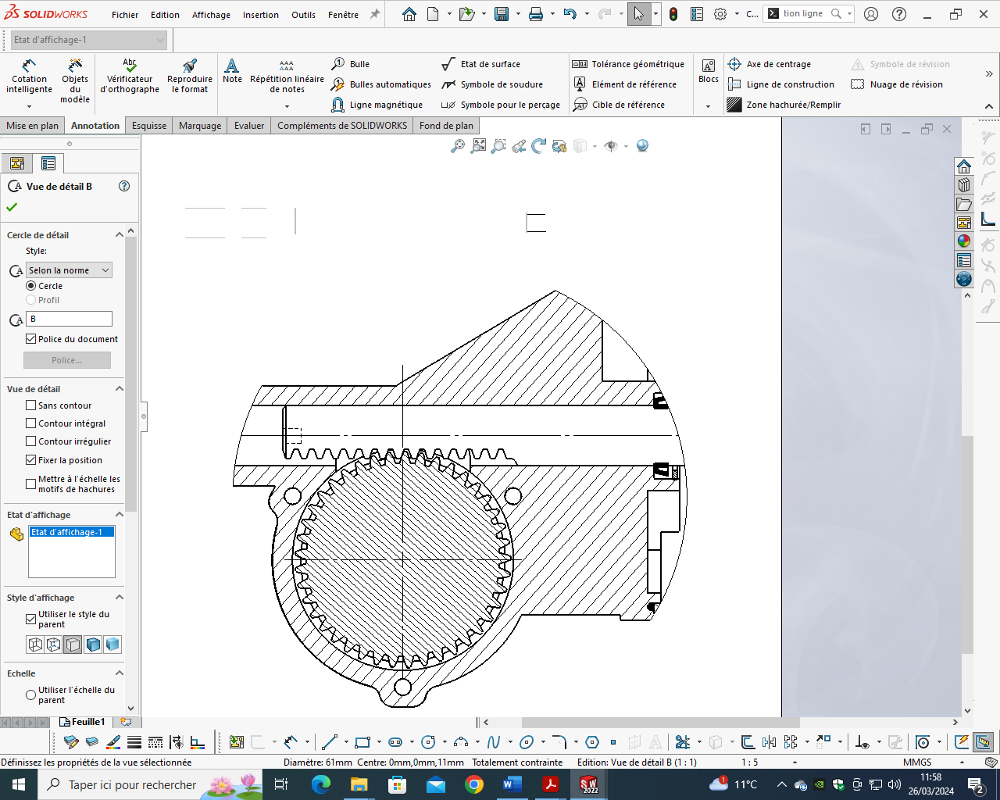 SOLIDWORKS Fichier Edition Affichage Insertion Outils Fenêtre C... tion ligne
Etat d'affichage-1
Cotation intelligente
Objets du modèle
Vérificateur d'orthographe
Reproduire le format
Note
Répétition linéaire de notes
Bulle
Bulles automatiques
Ligne magnétique
Etat de surface
Symbole de soudure
Symbole pour le perçage
Tolérance géométrique
Elément de référence
Cible de référence
Blocs
Axe de centrage
Ligne de construction
Zone hachurée/Remplir
Symbole de révision
Nuage de révision
Mise en plan Annotation Esquisse Marquage Evaluer Compléments de SOLIDWORKS Fond de plan
Vue de détail B
Cercle de détail
Style:
Selon la norme
Cercle
Profil
B
Police du document
Police...
Vue de détail
Sans contour
Contour intégral
Contour irrégulier
Fixer la position
Mettre à l'échelle les
motifs de hachures
Etat d'affichage
Etat d'affichage-1
Style d'affichage
Utiliser le style du
parent
Echelle
Utiliser l'échelle du
parent
Feuille1
Définissez les propriétés de la vue sélectionnée Diamètre: 61mm Centre: 0mm,0mm,11mm Totalement contrainte Edition: Vue de détail B (1 : 1) 1 : 5 MMGS
Taper ici pour rechercher 11°C 11:58
26/03/2024